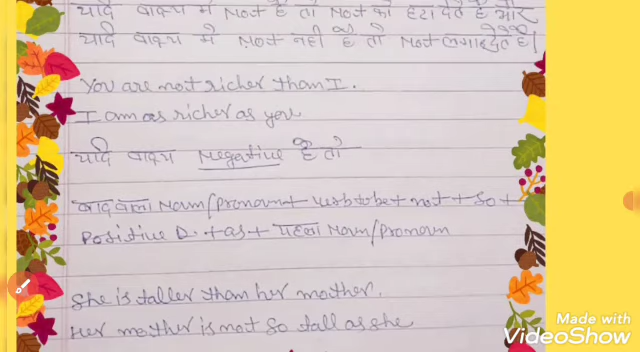 यदि वाक्य में Not है तो Not को हटा देते है और
यदि वाक्य मे Not नही है तो Not लगा देते है।
You are not richer than I.
I am as richer as you
यदि वाक्य Negative है तो
बाद वाला Noun/Pronoun + verb to be + not + so +
Positive D. + as + पहला Noun/Pronoun
She is taller than her mother.
Her mother is not so tall as she
Made with
VideoShow